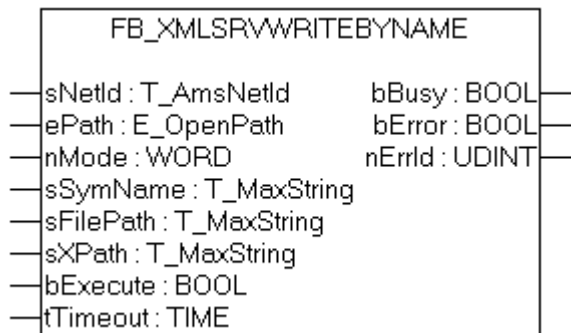 FB_XMLSRVWRITEBYNAME
sNetId : T_AmsNetId bBusy : BOOL
ePath : E_OpenPath bError : BOOL
nMode : WORD nErrId : UDINT
sSymName : T_MaxString
sFilePath : T_MaxString
sXPath : T_MaxString
bExecute : BOOL
tTimeout : TIME